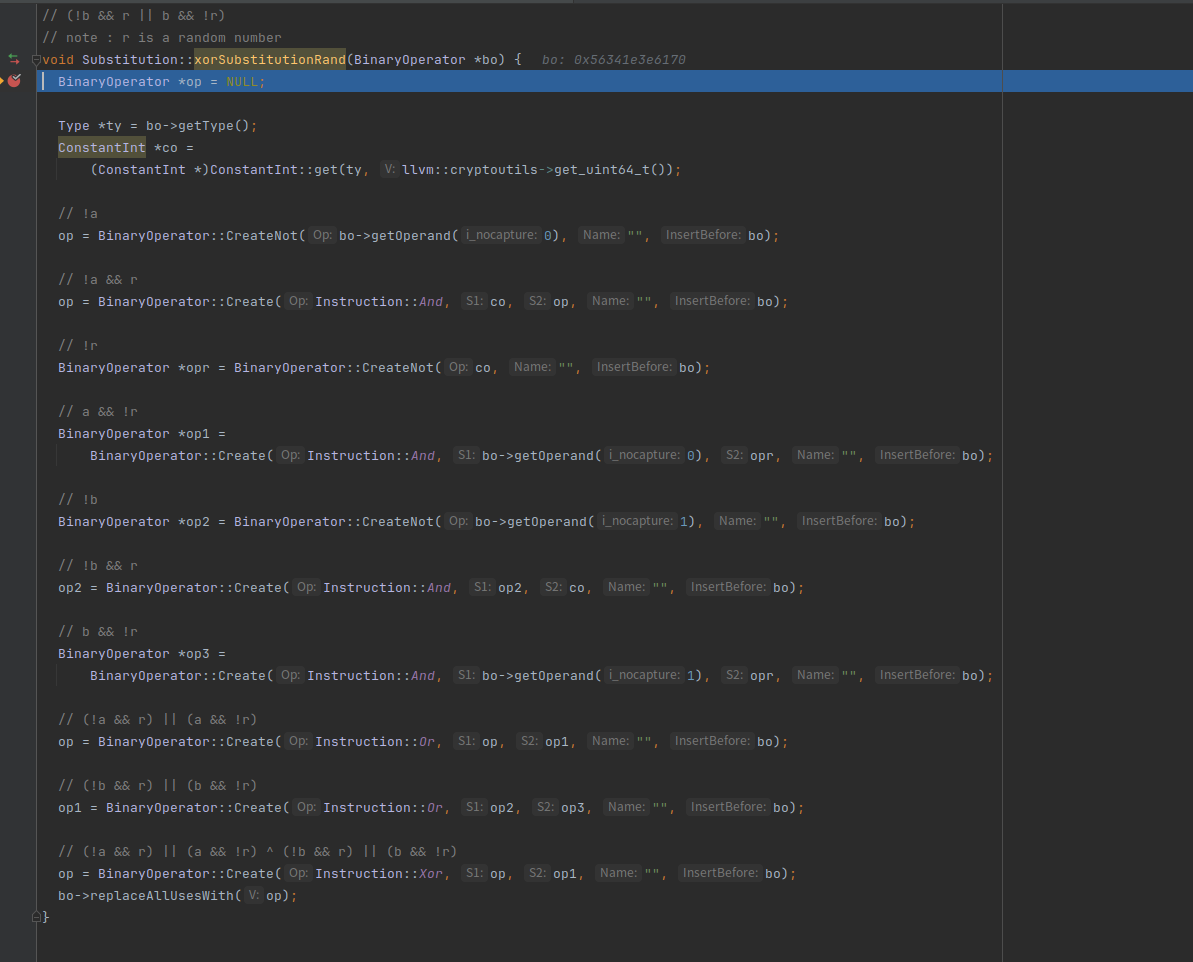 // (!b && r || b && !r)
// note : r is a random number
void Substitution::xorSubstitutionRand(BinaryOperator *bo) {   bo: 0x56341e3e6170
  BinaryOperator *op = NULL;
  Type *ty = bo->getType();
  ConstantInt *co =
      (ConstantInt *)ConstantInt::get(ty, V: llvm::cryptoutils->get_uint64_t());
  // !a
  op = BinaryOperator::CreateNot( Op: bo->getOperand( i_nocapture: 0), Name: "", InsertBefore: bo);
  // !a && r
  op = BinaryOperator::Create( Op: Instruction::And, S1: co, S2: op, Name: "", InsertBefore: bo);
  // !r
  BinaryOperator *opr = BinaryOperator::CreateNot( Op: co, Name: "", InsertBefore: bo);
  // a && !r
  BinaryOperator *op1 =
      BinaryOperator::Create( Op: Instruction::And, S1: bo->getOperand( i_nocapture: 0), S2: opr, Name: "", InsertBefore: bo);
  // !b
  BinaryOperator *op2 = BinaryOperator::CreateNot( Op: bo->getOperand( i_nocapture: 1), Name: "", InsertBefore: bo);
  // !b && r
  op2 = BinaryOperator::Create( Op: Instruction::And, S1: op2, S2: co, Name: "", InsertBefore: bo);
  // b && !r
  BinaryOperator *op3 =
      BinaryOperator::Create( Op: Instruction::And, S1: bo->getOperand( i_nocapture: 1), S2: opr, Name: "", InsertBefore: bo);
  // (!a && r) || (a && !r)
  op = BinaryOperator::Create( Op: Instruction::Or, S1: op, S2: op1, Name: "", InsertBefore: bo);
  // (!b && r) || (b && !r)
  op1 = BinaryOperator::Create( Op: Instruction::Or, S1: op2, S2: op3, Name: "", InsertBefore: bo);
  // (!a && r) || (a && !r) ^ (!b && r) || (b && !r)
  op = BinaryOperator::Create( Op: Instruction::Xor, S1: op, S2: op1, Name: "", InsertBefore: bo);
  bo->replaceAllUsesWith( V: op);
}